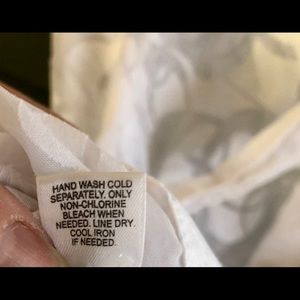 HAND WASH COLD
SEPARATELY. ONLY
NON-CHLORINE
BLEACH WHEN
NEEDED. LINE DRY.
COOL IRON
IF NEEDED.